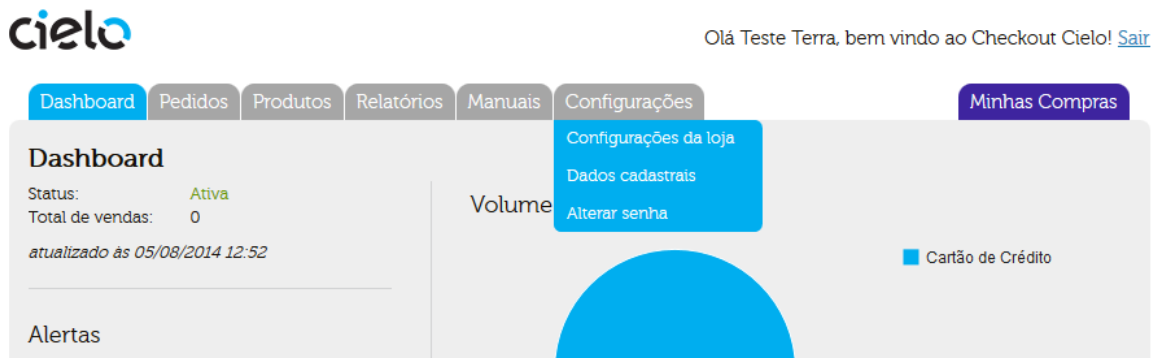 cielo
Olá Teste Terra, bem vindo ao Checkout Cielo! Sair
Dashboard Pedidos Produtos Relatórios Manuais Configurações Minhas Compras
Configurações da loja
Dados cadastrais
Alterar senha
Dashboard
Status: Ativa
Total de vendas: 0
atualizado às 05/08/2014 12:52
Volume
Cartão de Crédito
Alertas